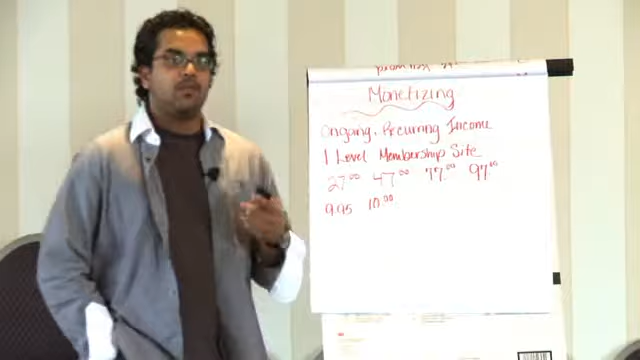 Monetizing
Ongoing, Recurring Income
1 Level Membership Site
27.00 47.00 77.00 97.00
9.95 10.00